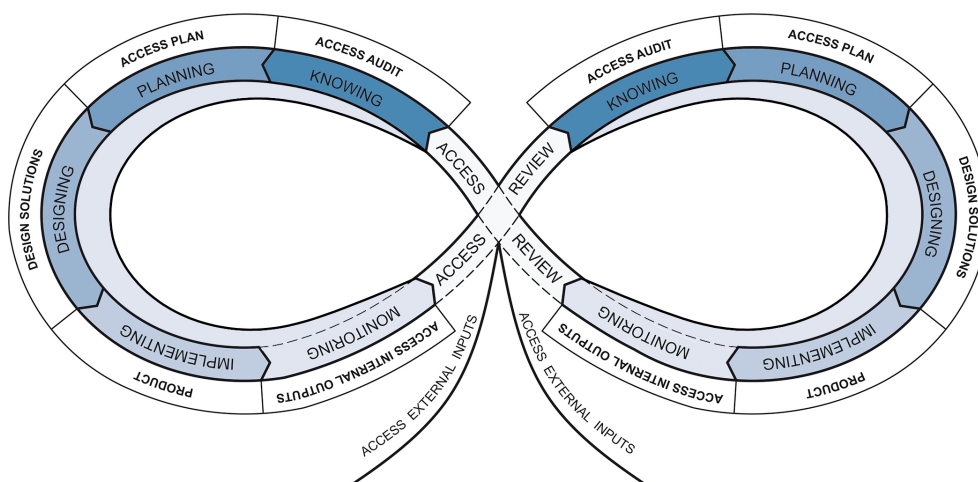 ACCESS PLAN
ACCESS AUDIT
PLANNING
KNOWING
DESIGN SOLUTIONS
DESIGNING
ACCESS
ACCESS
IMPLEMENTING
MONITORING
PRODUCT
ACCESS INTERNAL OUTPUTS
ACCESS EXTERNAL INPUTS
ACCESS AUDIT
ACCESS PLAN
KNOWING
PLANNING
REVIEW
REVIEW
DESIGNING
DESIGN SOLUTIONS
MONITORING
IMPLEMENTING
ACCESS INTERNAL OUTPUTS
PRODUCT
ACCESS EXTERNAL INPUTS